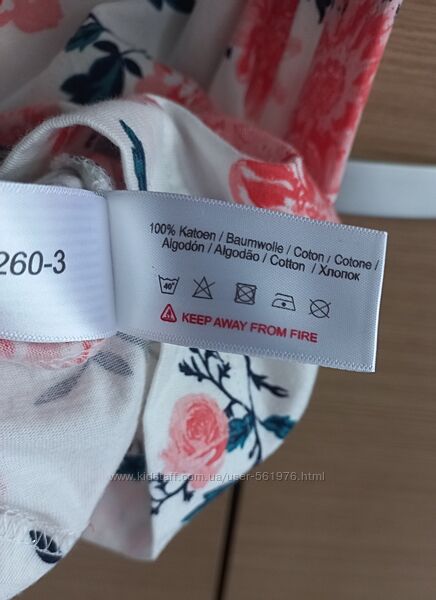 260-3
100% Katoen / Baumwolle / Coton / Cotone /
Algodón / Algodão / Cotton / Хлопок
40°
KEEP AWAY FROM FIRE
www.kidstaff.com.ua/user-561976.html